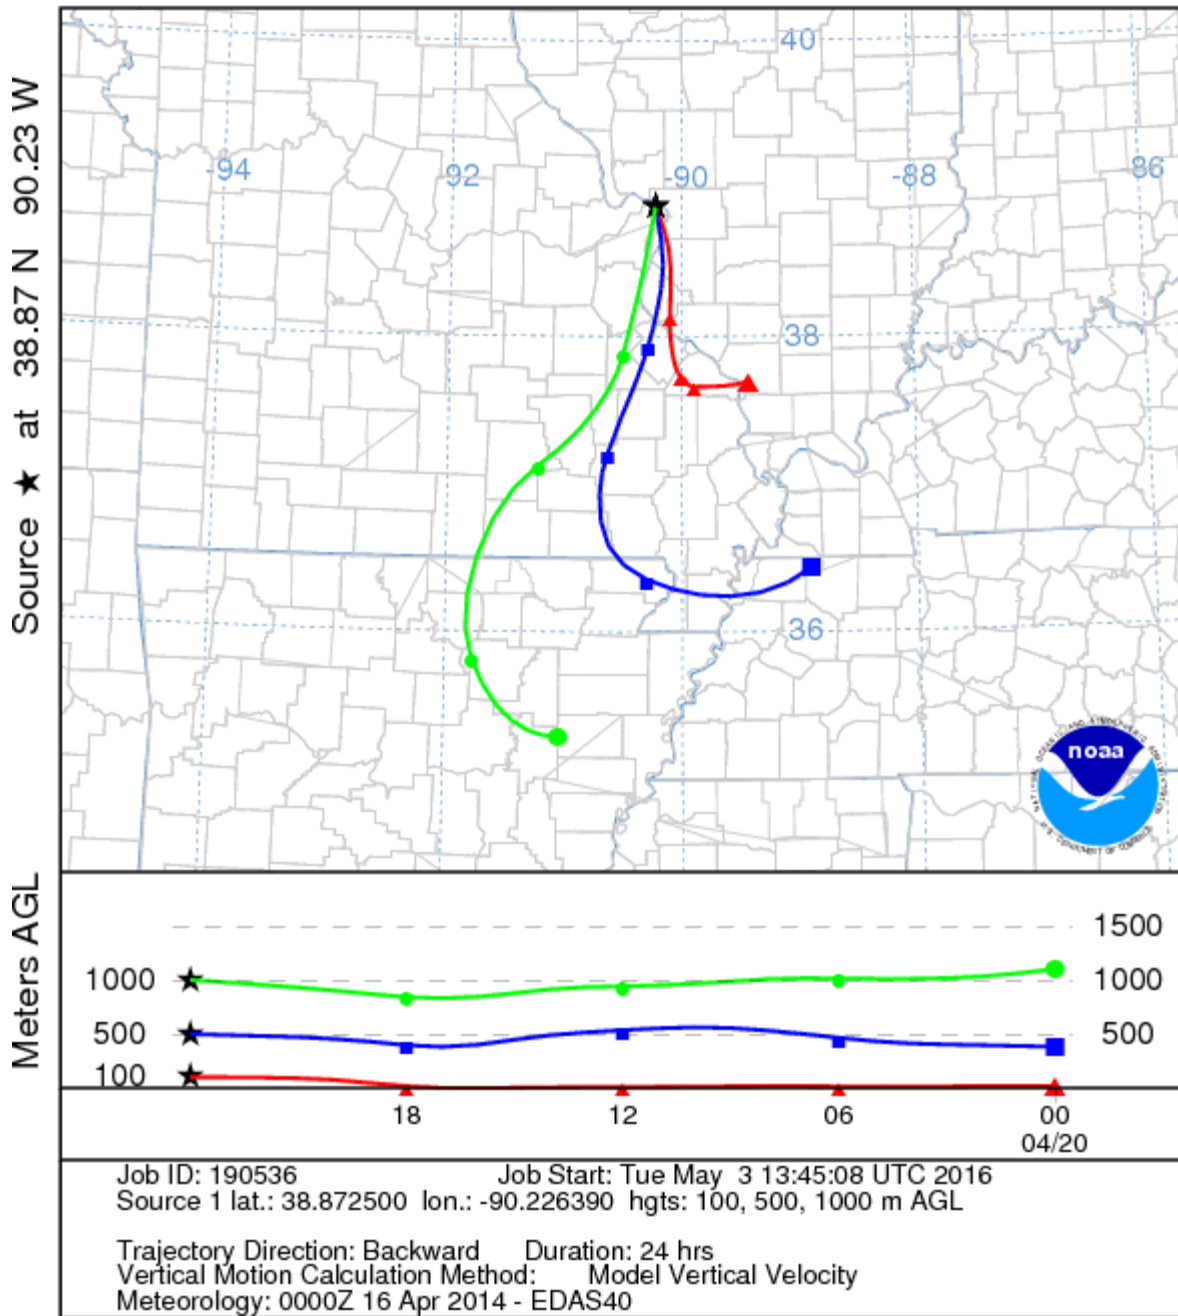 Source ★ at 38.87 N 90.23 W
40
-94
92
-90
-88
86
38
36
noaa
Meters AGL
1500
1000
1000
500
500
100
18
12
06
00
04/20
Job ID: 190536 Job Start: Tue May 3 13:45:08 UTC 2016
Source 1 lat.: 38.872500 lon.: -90.226390 hgts: 100, 500, 1000 m AGL
Trajectory Direction: Backward Duration: 24 hrs
Vertical Motion Calculation Method: Model Vertical Velocity
Meteorology: 0000Z 16 Apr 2014 - EDAS40